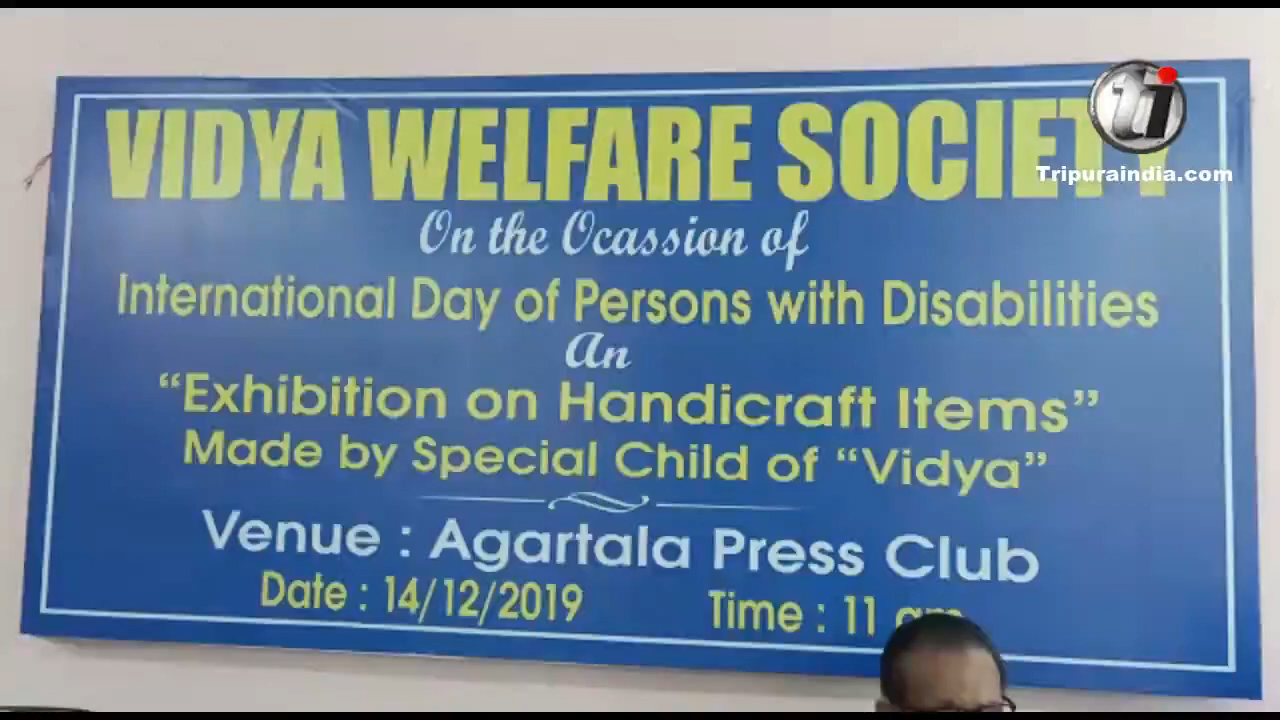 VIDYA WELFARE SOCIETY
ti
Tripuraindia.com
On the Ocassion of
International Day of Persons with Disabilities
An
“Exhibition on Handicraft Items”
Made by Special Child of “Vidya”
Venue : Agartala Press Club
Date : 14/12/2019 Time : 11 am